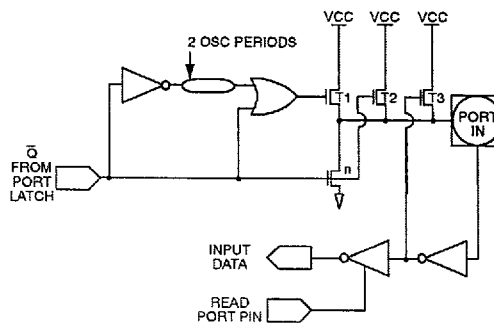 VCC VCC VCC
2 OSC PERIODS
T1 T2 T3
PORT
IN
Q
FROM
PORT
LATCH
n
INPUT
DATA
READ
PORT PIN